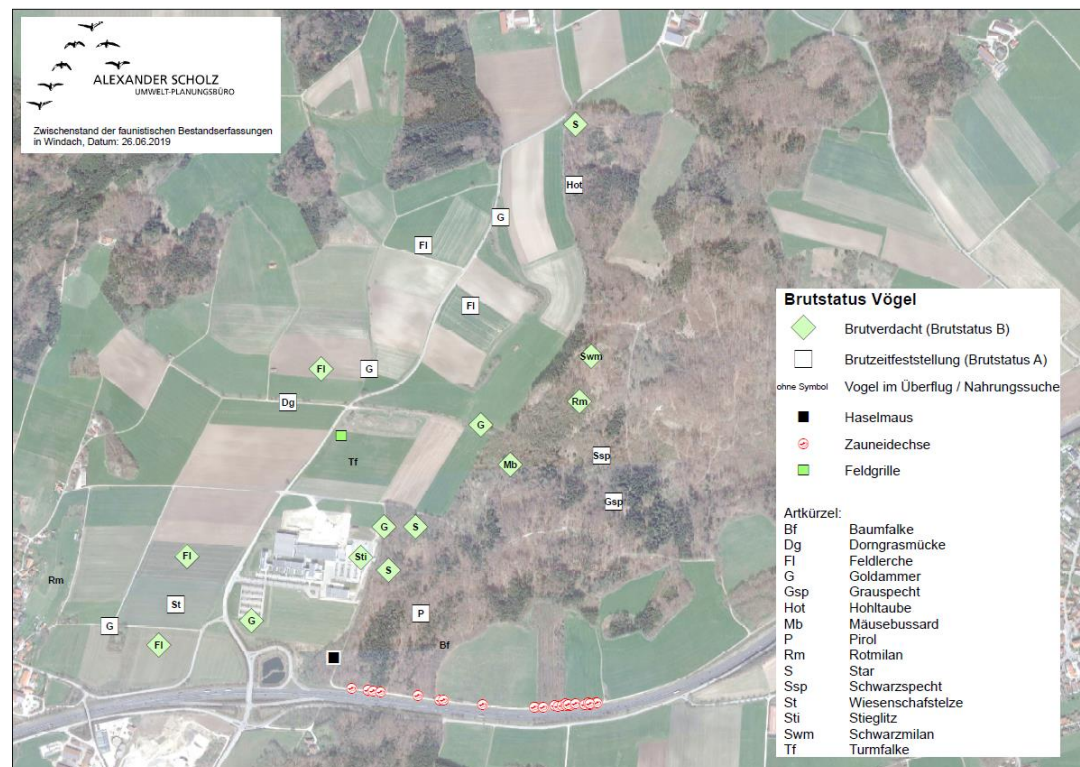 ALEXANDER SCHOLZ
UMWELT-PLANUNGSBÜRO
Zwischenstand der faunistischen Bestandserfassungen
in Windach, Datum: 26.06.2019
S
Hot
G
Fl
Fl
Swm
Fl
G
Dg
Rm
G
Tf
Ssp
Mb
Gsp
G
S
Fl
Sti
S
Rm
St
P
G
G
Fl
Bf
Brutstatus Vögel
Brutverdacht (Brutstatus B)
Brutzeitfeststellung (Brutstatus A)
ohne Symbol Vogel im Überflug / Nahrungssuche
Haselmaus
Zauneidechse
Feldgrille
Artkürzel:
Bf Baumfalke
Dg Dorngrasmücke
Fl Feldlerche
G Goldammer
Gsp Grauspecht
Hot Hohltaube
Mb Mäusebussard
P Pirol
Rm Rotmilan
S Star
Ssp Schwarzspecht
St Wiesenschafstelze
Sti Stieglitz
Swm Schwarzmilan
Tf Turmfalke